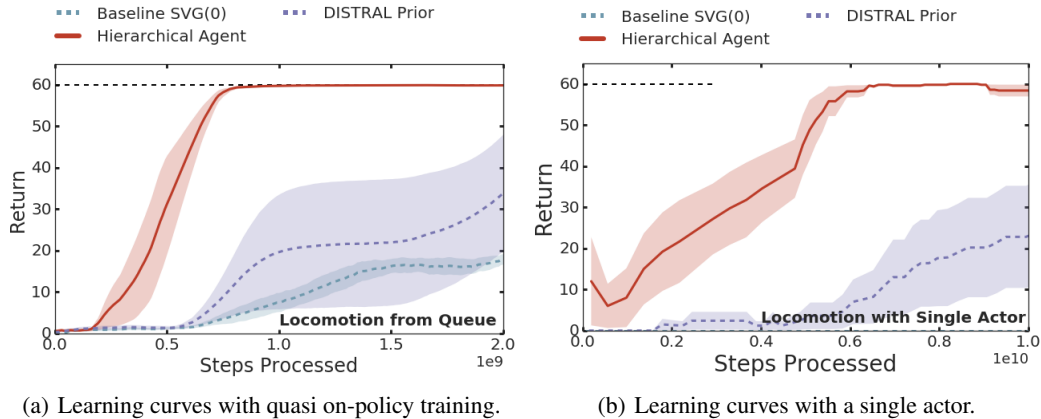 Baseline SVG(0) DISTRAL Prior
Hierarchical Agent
60
50
40
30
20
10
0
Return
Locomotion from Queue
0.0 0.5 1.0 1.5 2.0
1e9
Steps Processed
(a) Learning curves with quasi on-policy training.
Baseline SVG(0) DISTRAL Prior
Hierarchical Agent
60
50
40
30
20
10
0
Return
Locomotion with Single Actor
0.0 0.2 0.4 0.6 0.8 1.0
1e10
Steps Processed
(b) Learning curves with a single actor.